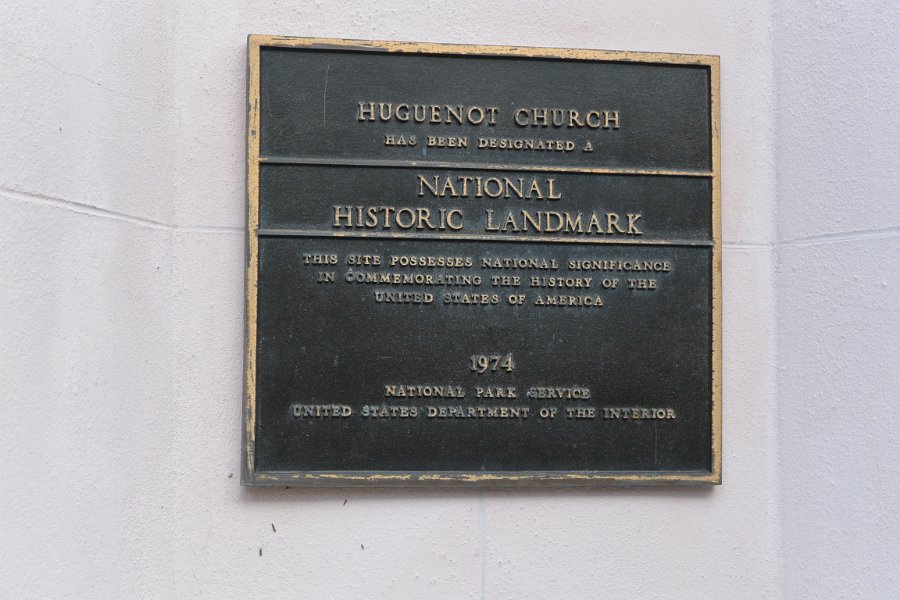 HUGUENOT CHURCH
HAS BEEN DESIGNATED A
NATIONAL
HISTORIC LANDMARK
THIS SITE POSSESSES NATIONAL SIGNIFICANCE
IN COMMEMORATING THE HISTORY OF THE
UNITED STATES OF AMERICA
1974
NATIONAL PARK SERVICE
UNITED STATES DEPARTMENT OF THE INTERIOR